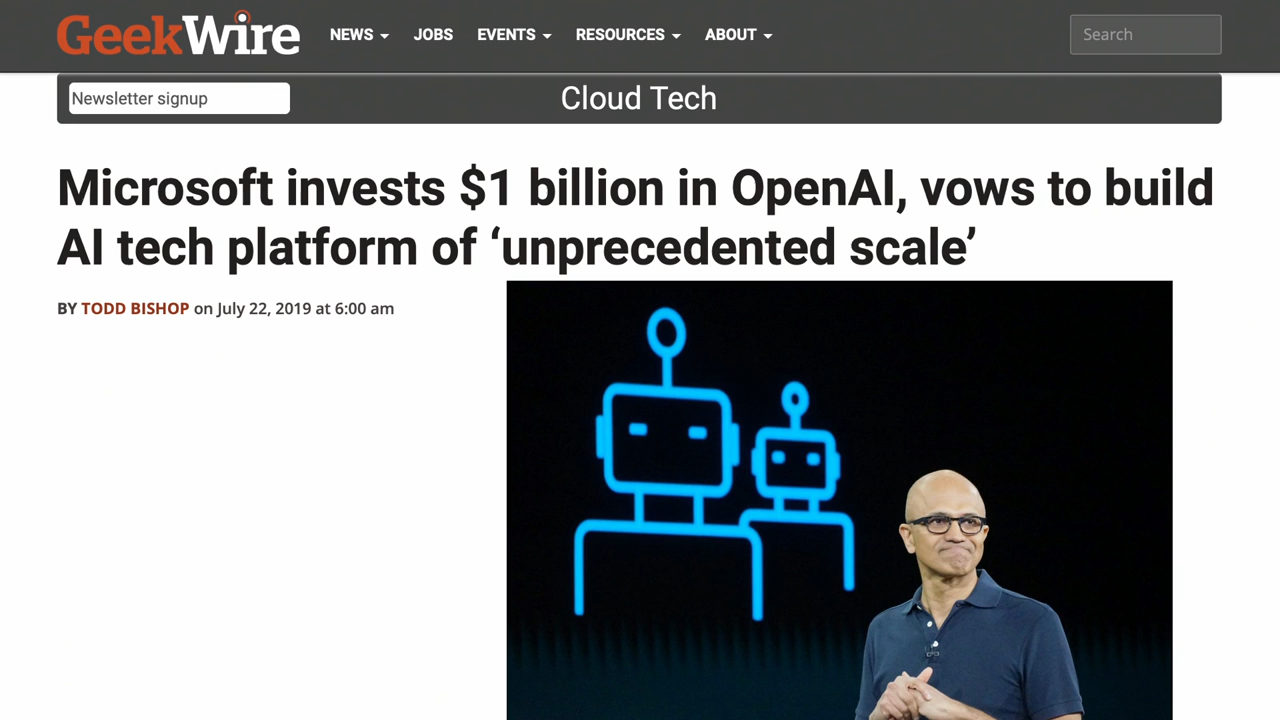 GeekWire NEWS JOBS EVENTS RESOURCES ABOUT Search
Newsletter signup Cloud Tech
Microsoft invests $1 billion in OpenAI, vows to build
AI tech platform of ‘unprecedented scale’
BY TODD BISHOP on July 22, 2019 at 6:00 am